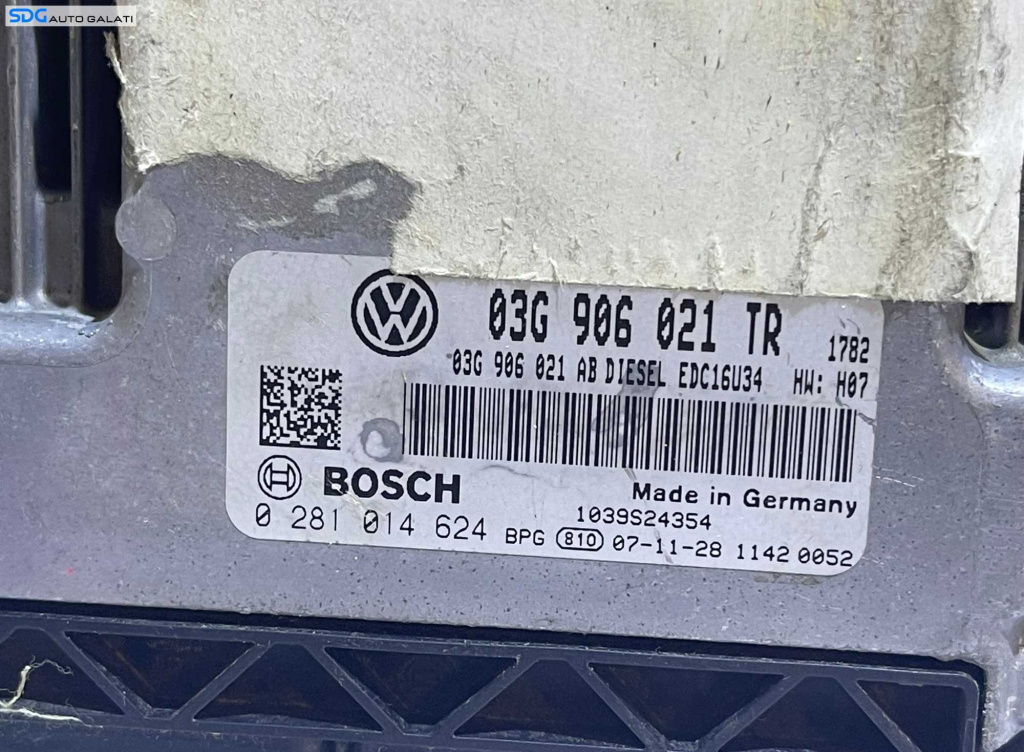 SDG AUTO GALATI
03G 906 021 TR 1782
03G 906 021 AB DIESEL EDC16U34 HW: H07
BOSCH
Made in Germany
1039S24354
0 281 014 624 BPG 810 07-11-28 1142 0052